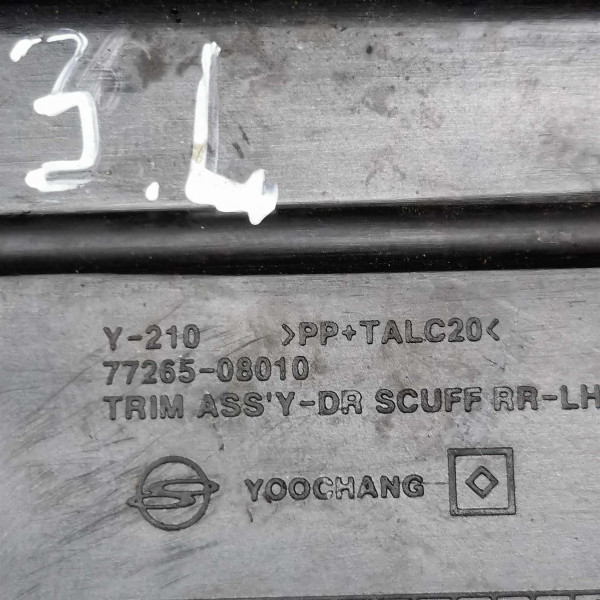 3.L
Y-210 >PP+TALC20<
77265-08010
TRIM ASS'Y-DR SCUFF RR-LH
YOOCHANG